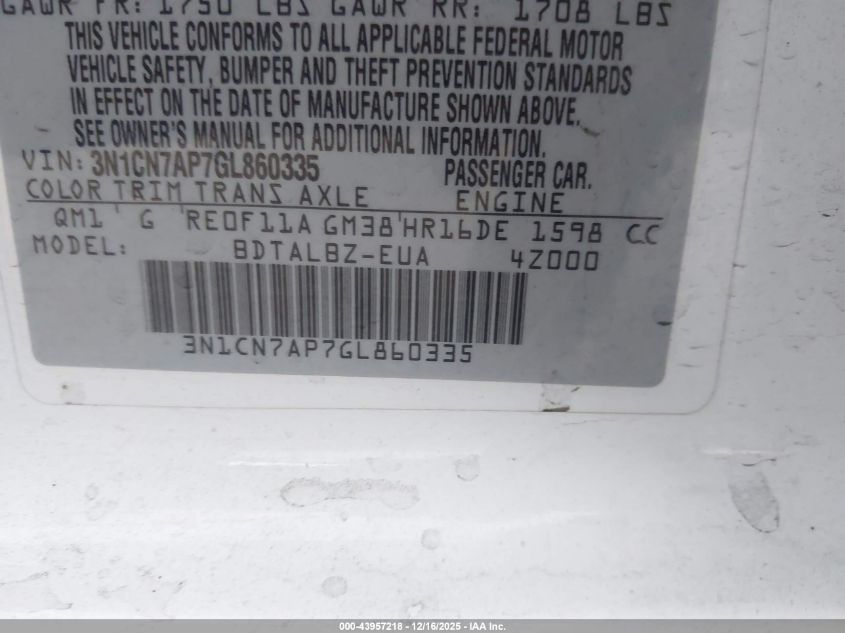 GAWR FR: 1750 LBS GAWR RR: 1708 LBS
THIS VEHICLE CONFORMS TO ALL APPLICABLE FEDERAL MOTOR
VEHICLE SAFETY, BUMPER AND THEFT PREVENTION STANDARDS
IN EFFECT ON THE DATE OF MANUFACTURE SHOWN ABOVE.
SEE OWNER'S MANUAL FOR ADDITIONAL INFORMATION.
VIN: 3N1CN7AP7GL860335 PASSENGER CAR.
COLOR TRIM TRANS AXLE ENGINE
QM1 G RE0F11A GM38 HR16DE 1598 CC
MODEL: BDTALBZ-EUA 4Z000
3N1CN7AP7GL860335
000-43957218 - 12/16/2025 - IAA Inc.